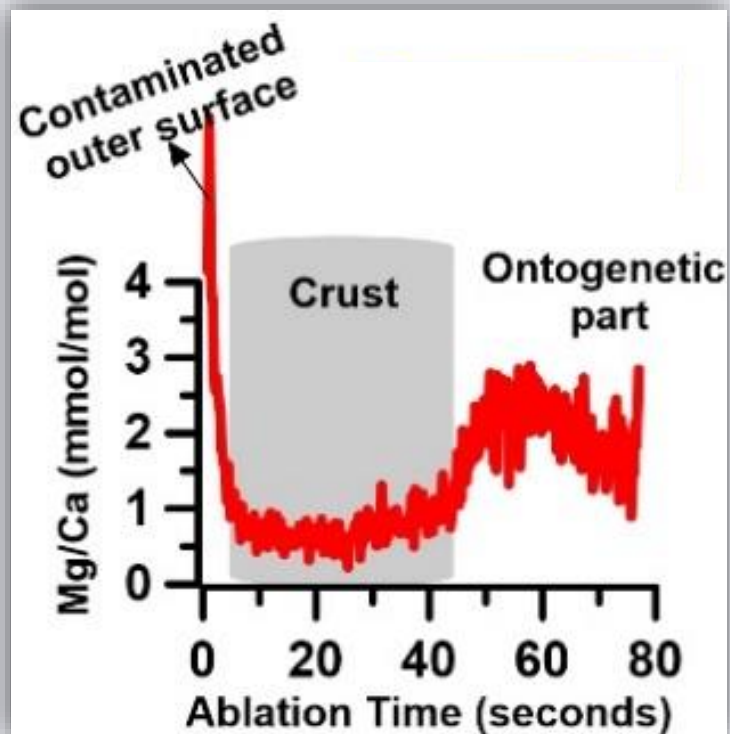 Contaminated
outer surface
Crust
Ontogenetic
part
4
3
2
1
0
Mg/Ca (mmol/mol)
0 20 40 60 80
Ablation Time (seconds)